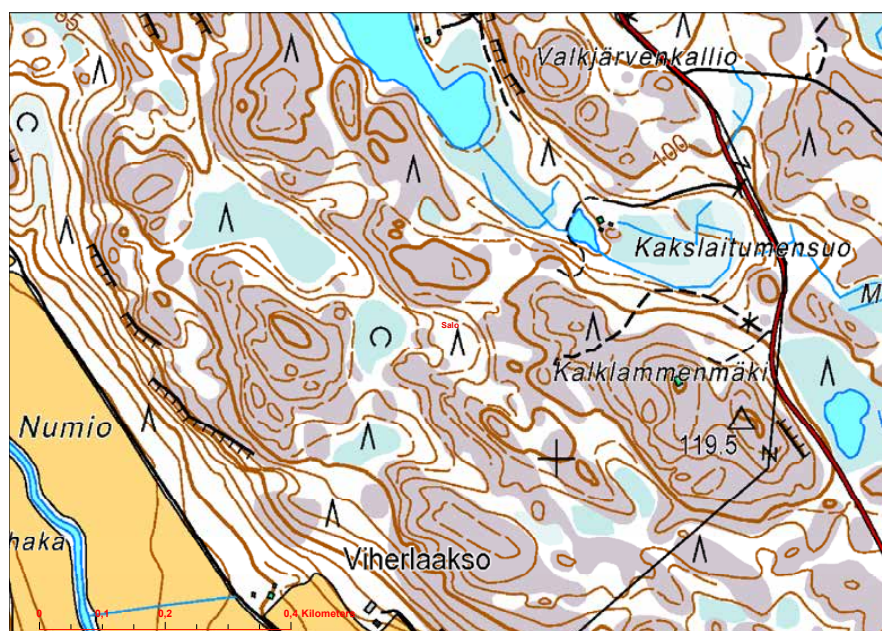 Valkjärvenkallio
100
Kakslaitumensuo
M
Salo
Kalklammenmäki
Numio
119.5
haka
Viherlaakso
0 0,1 0,2 0,4 Kilometers